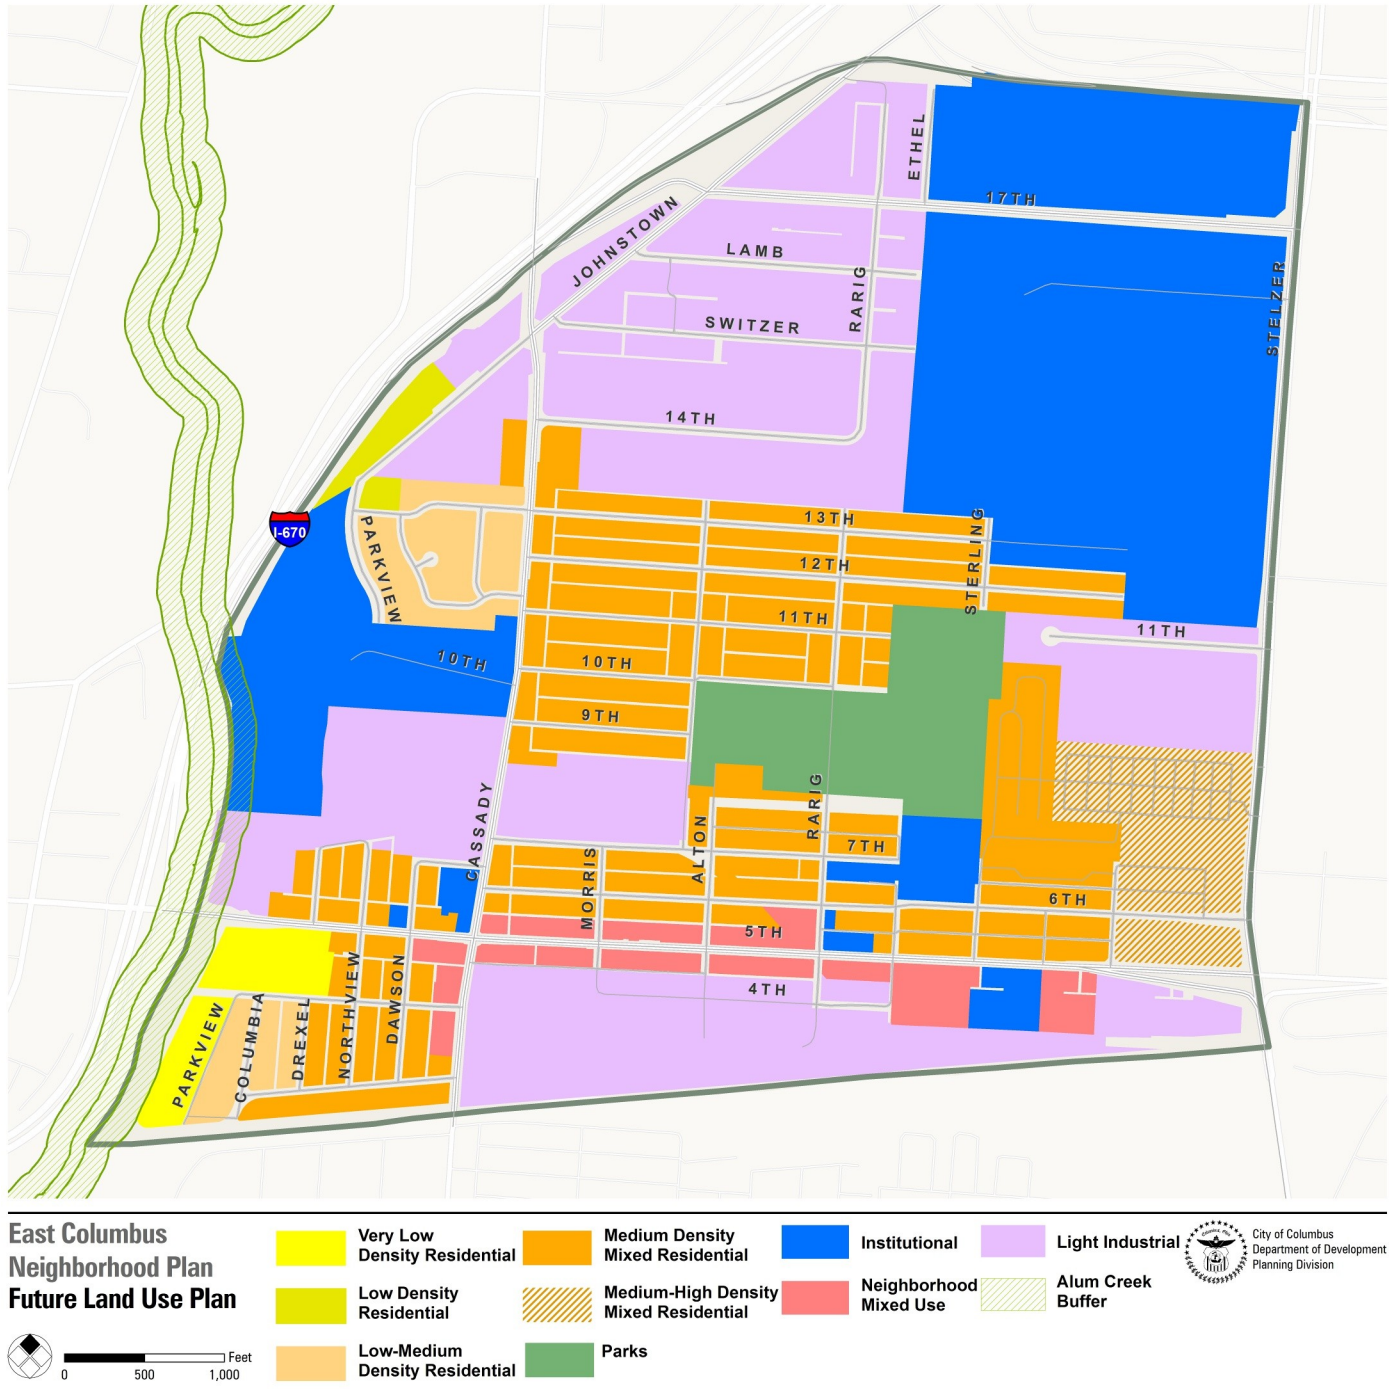 ETHEL
17TH
JOHNSTOWN
LAMB
RARIG
STELZER
SWITZER
14TH
I-670
PARKVIEW
13TH
STERLING
12TH
11TH
11TH
10TH
10TH
9TH
CASSADY
RARIG
ALTON
7TH
MORRIS
6TH
5TH
4TH
PARKVIEW
COLUMBIA
DREXEL
NORTHVIEW
DAWSON
East Columbus
Neighborhood Plan
Future Land Use Plan
0 500 1,000 Feet
Very Low
Density Residential
Low Density
Residential
Low-Medium
Density Residential
Medium Density
Mixed Residential
Medium-High Density
Mixed Residential
Parks
Institutional
Neighborhood
Mixed Use
Light Industrial
Alum Creek
Buffer
City of Columbus
Department of Development
Planning Division